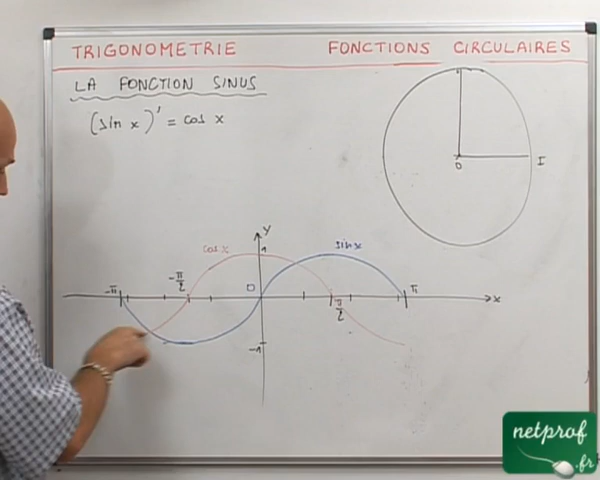 TRIGONOMETRIE FONCTIONS CIRCULAIRES
LA FONCTION SINUS
(sin x)' = cos x
O I
y
cos x 1 sin x
-π -π/2 O π/2 π x
-1
netprof
.fr